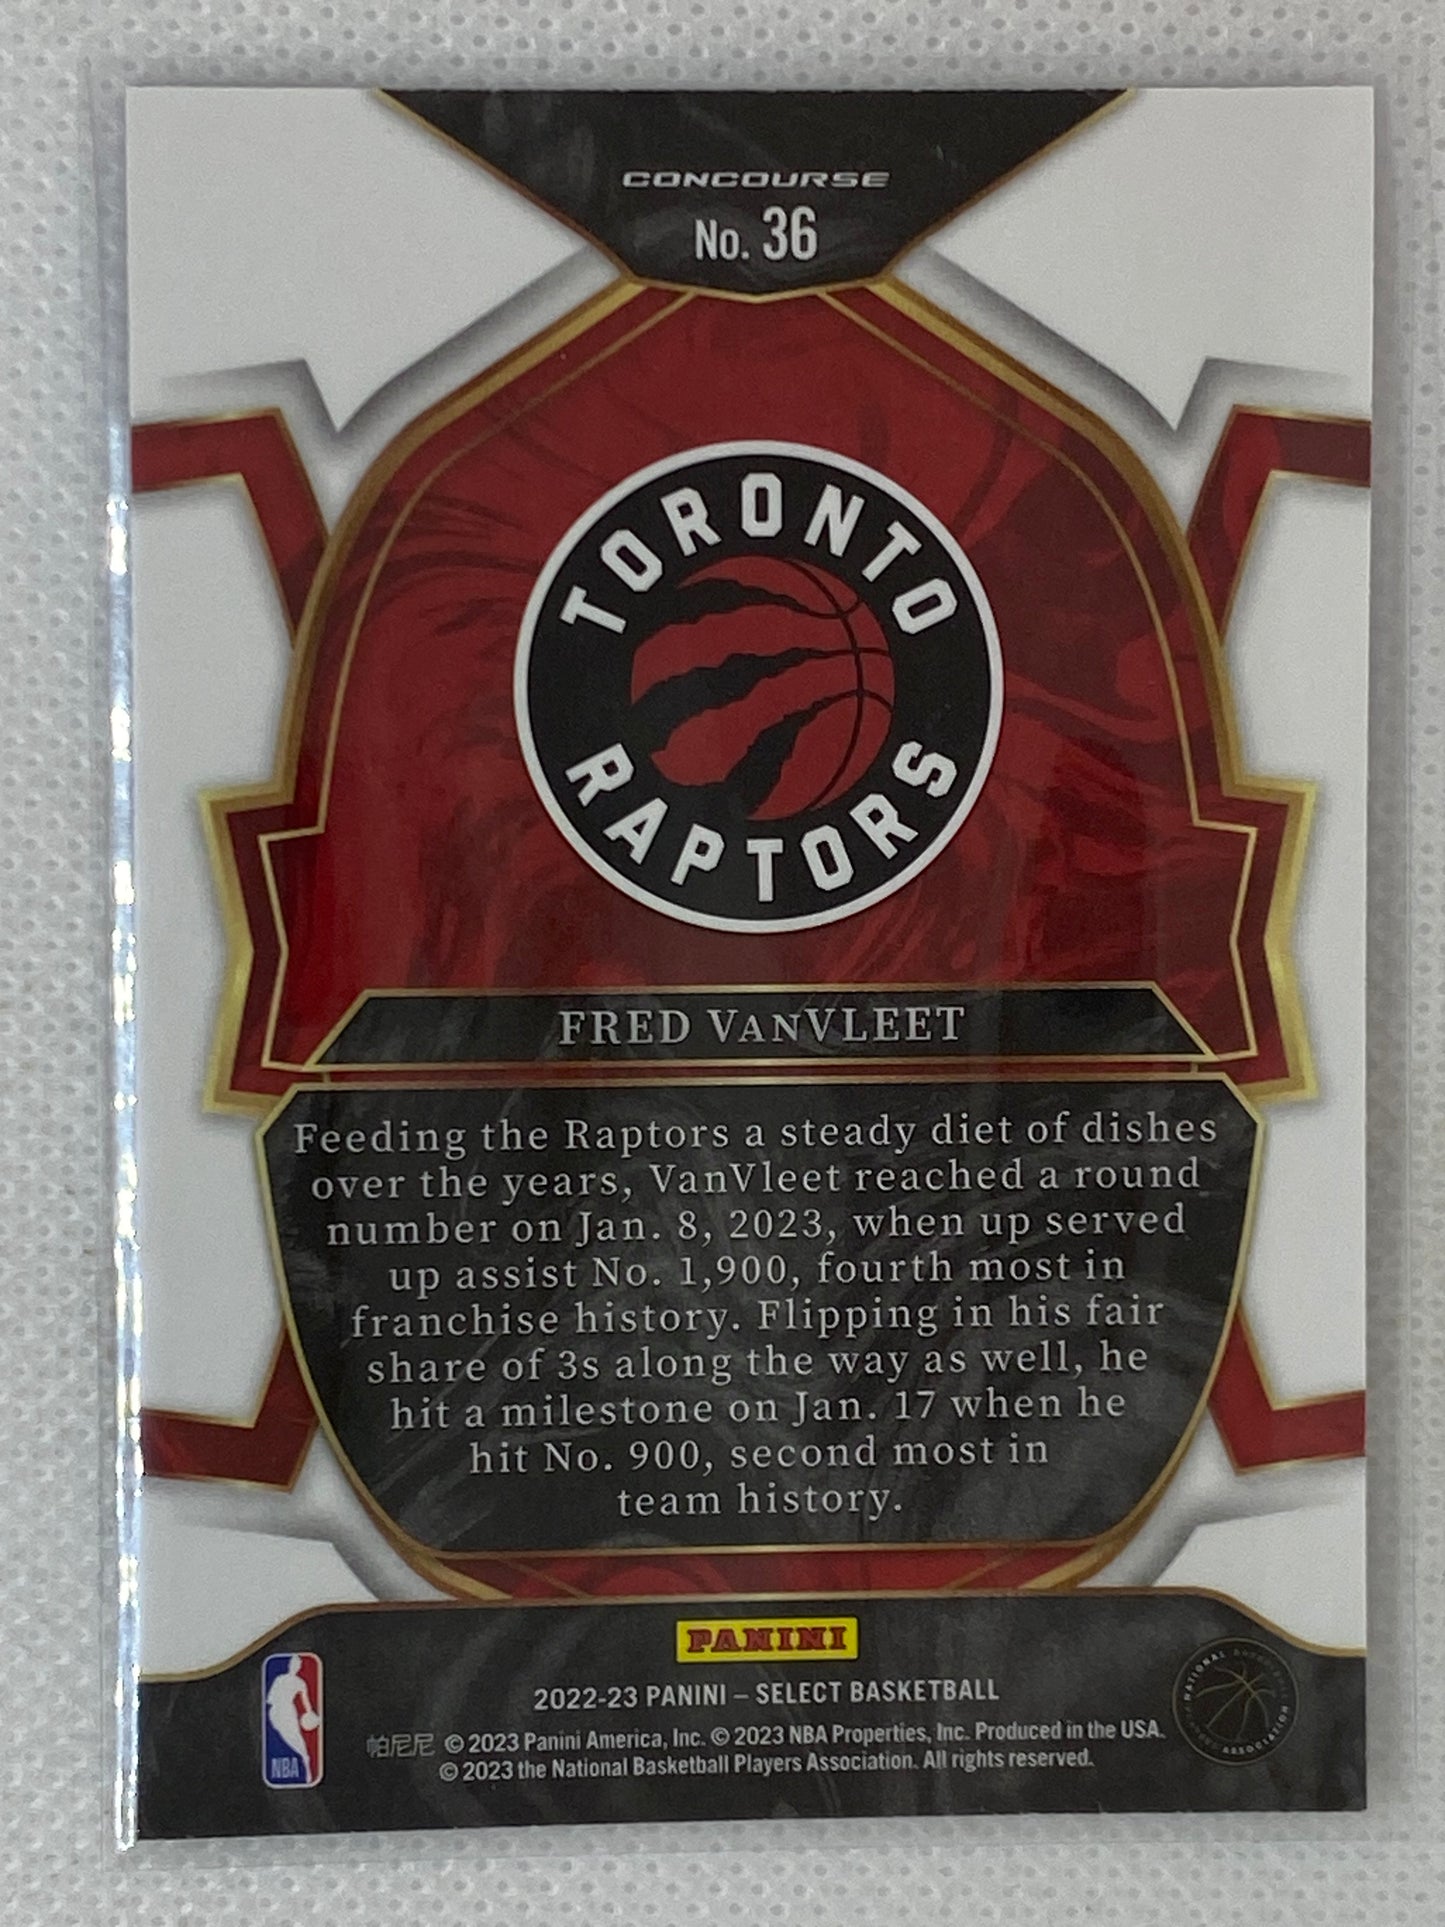 CONCOURSE
No. 36
TORONTO
RAPTORS
FRED VANVLEET
Feeding the Raptors a steady diet of dishes
over the years, VanVleet reached a round
number on Jan. 8, 2023, when up served
up assist No. 1,900, fourth most in
franchise history. Flipping in his fair
share of 3s along the way as well, he
hit a milestone on Jan. 17 when he
hit No. 900, second most in
team history.
PANINI
2022-23 PANINI – SELECT BASKETBALL
帕尼尼 © 2023 Panini America, Inc. © 2023 NBA Properties, Inc. Produced in the USA.
© 2023 the National Basketball Players Association. All rights reserved.
NBA
NATIONAL BASKETBALL PLAYERS ASSOCIATION